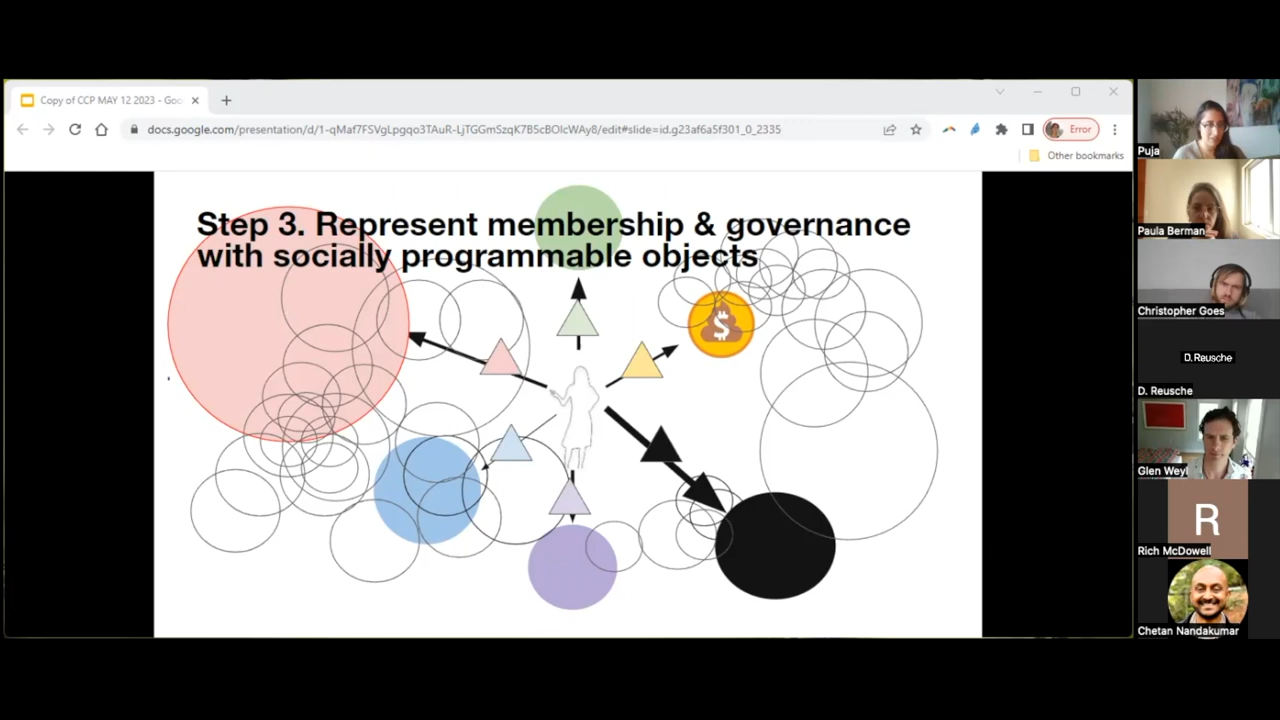 Copy of CCP MAY 12 2023 - Goo
docs.google.com/presentation/d/1-qMaf7FSVgLpgqo3TAuR-LjTGGmSzqK7B5cBOlcWAy8/edit#slide=id.g23af6a5f301_0_2335
Error
Other bookmarks
Step 3. Represent membership & governance
with socially programmable objects
$
Puja
Paula Berman
Christopher Goes
D. Reusche
D. Reusche
Glen Weyl
R
Rich McDowell
Chetan Nandakumar